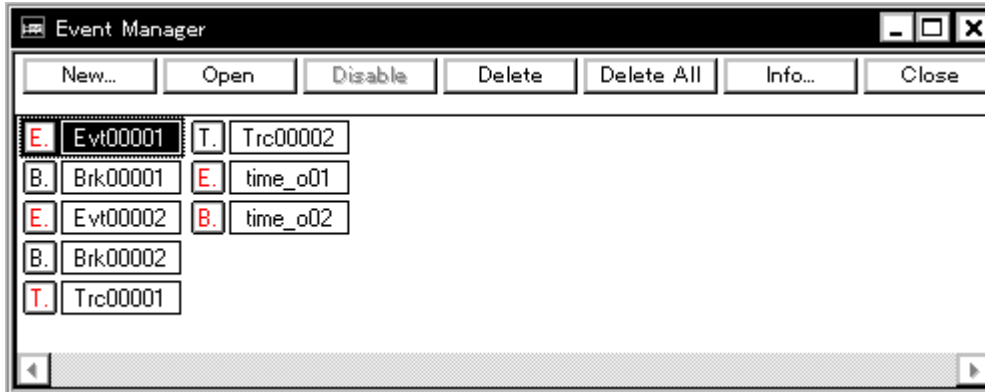 Event Manager
New... Open Disable Delete Delete All Info... Close
E. Evt00001 T. Trc00002
B. Brk00001 E. time_o01
E. Evt00002 B. time_o02
B. Brk00002
T. Trc00001